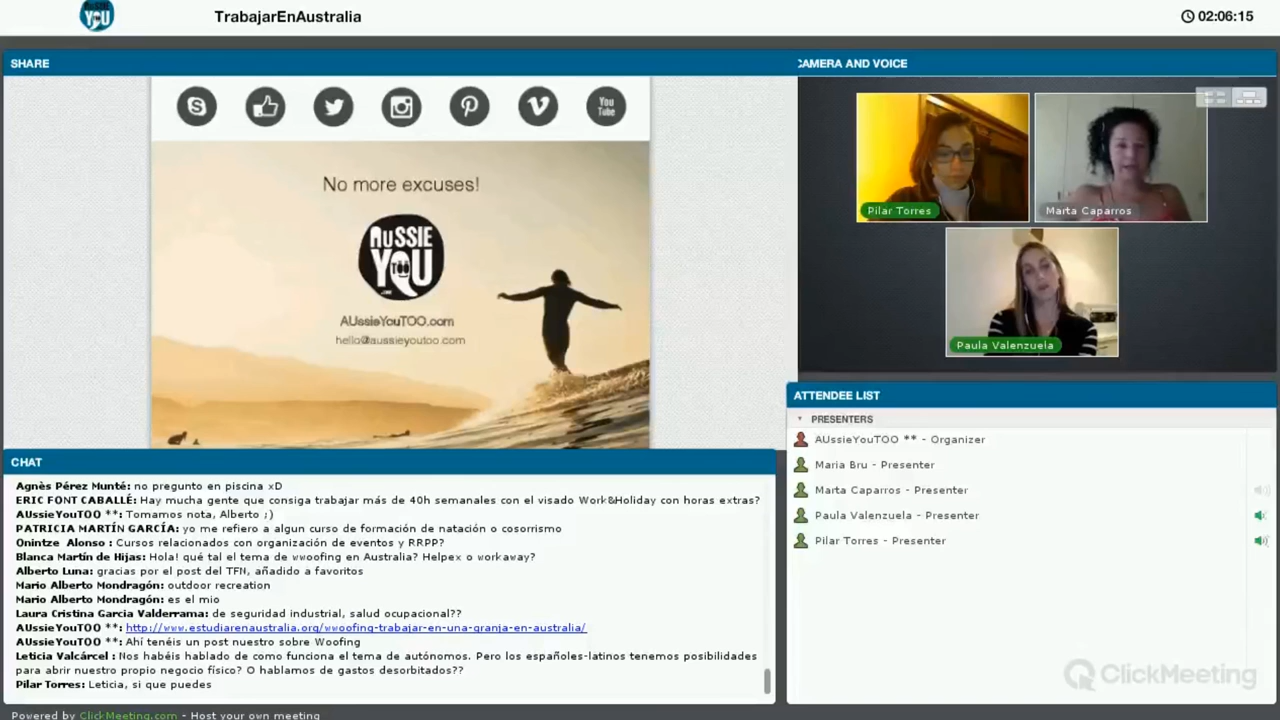 AUSSIE
YOU
TrabajarEnAustralia
02:06:15
SHARE
You
Tube
No more excuses!
AUSSIE
TOO
YOU
.com
AUssieYouTOO.com
hello@aussieyoutoo.com
CAMERA AND VOICE
Pilar Torres
Marta Caparros
Paula Valenzuela
CHAT
Agnès Pérez Munté: no pregunto en piscina xD
ERIC FONT CABALLÉ: Hay mucha gente que consiga trabajar más de 40h semanales con el visado Work&Holiday con horas extras?
AUssieYouTOO **: Tomamos nota, Alberto ;)
PATRICIA MARTÍN GARCÍA: yo me refiero a algun curso de formación de natación o cosorrismo
Onintze Alonso : Cursos relacionados con organización de eventos y RRPP?
Blanca Martín de Hijas: Hola! qué tal el tema de wwoofing en Australia? Helpex o workaway?
Alberto Luna: gracias por el post del TFN, añadido a favoritos
Mario Alberto Mondragón: outdoor recreation
Mario Alberto Mondragón: es el mio
Laura Cristina Garcia Valderrama: de seguridad industrial, salud ocupacional??
AUssieYouTOO **: http://www.estudiarenaustralia.org/wwoofing-trabajar-en-una-granja-en-australia/
AUssieYouTOO **: Ahí tenéis un post nuestro sobre Woofing
Leticia Valcárcel : Nos habéis hablado de como funciona el tema de autónomos. Pero los españoles-latinos tenemos posibilidades
para abrir nuestro propio negocio físico? O hablamos de gastos desorbitados??
Pilar Torres: Leticia, si que puedes
ATTENDEE LIST
PRESENTERS
AUssieYouTOO ** - Organizer
Maria Bru - Presenter
Marta Caparros - Presenter
Paula Valenzuela - Presenter
Pilar Torres - Presenter
ClickMeeting
Powered by ClickMeeting.com - Host your own meeting